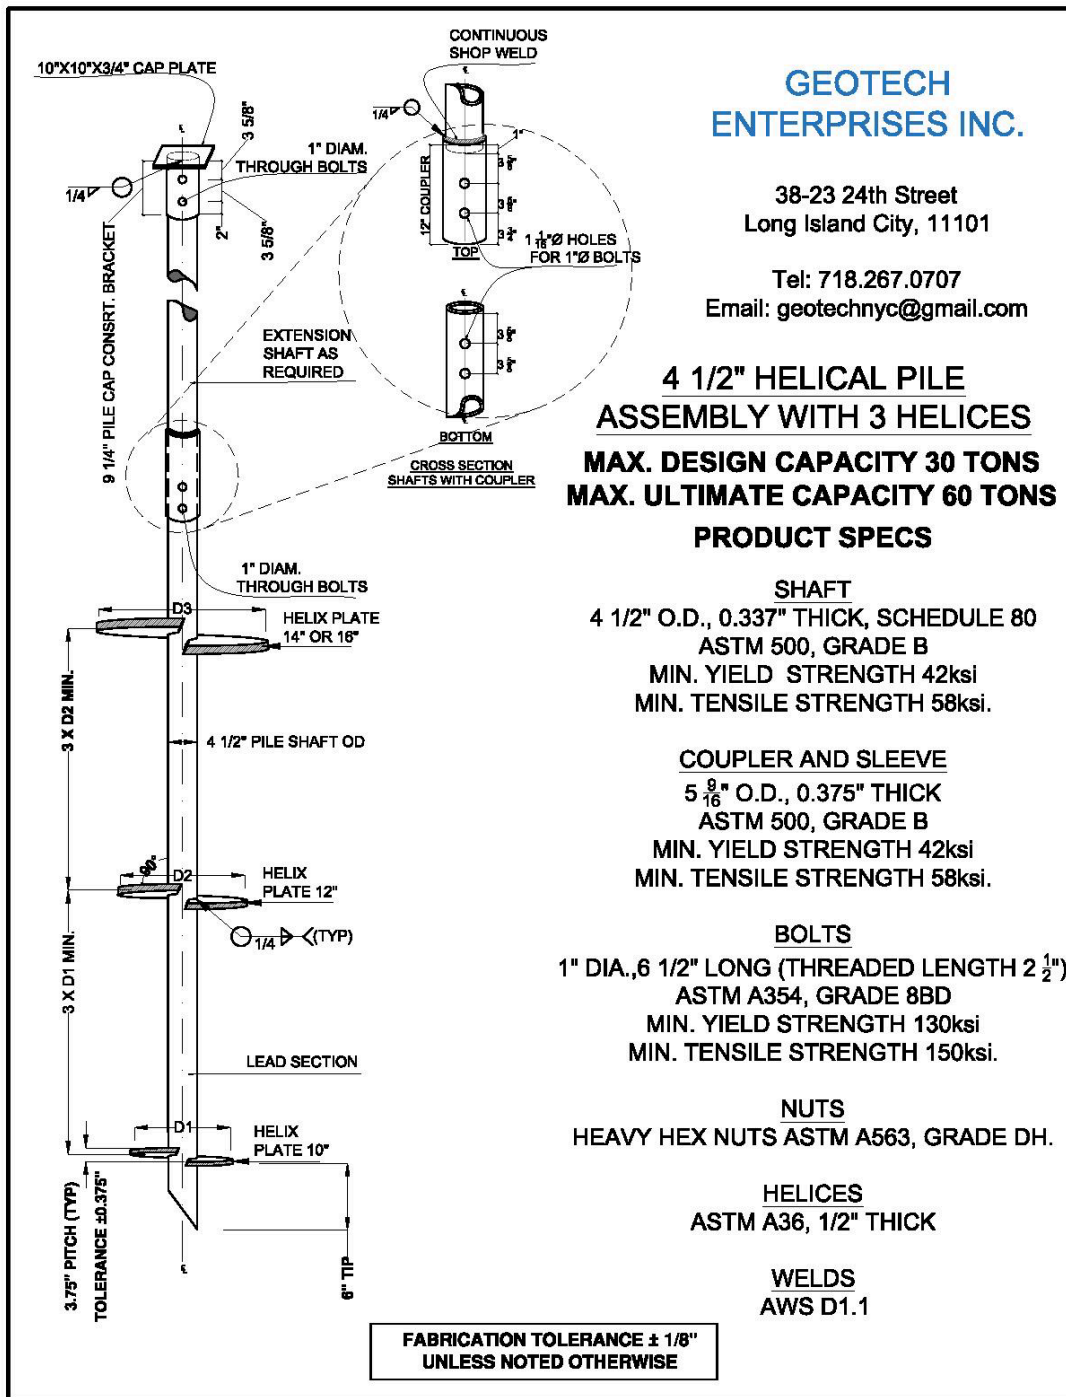 10"X10"X3/4" CAP PLATE
1/4
1" DIAM.
THROUGH BOLTS
3 5/8"
2"
3 5/8"
9 1/4" PILE CAP CONSRT. BRACKET
EXTENSION
SHAFT AS
REQUIRED
1" DIAM.
THROUGH BOLTS
D3
HELIX PLATE
14" OR 16"
3 X D2 MIN.
4 1/2" PILE SHAFT OD
90°
D2
HELIX
PLATE 12"
1/4 (TYP)
3 X D1 MIN.
LEAD SECTION
D1
HELIX
PLATE 10"
3.75" PITCH (TYP)
TOLERANCE ±0.375"
6" TIP
CONTINUOUS
SHOP WELD
1/4
1"
12" COUPLER
TOP
1 1/16"Ø HOLES
FOR 1"Ø BOLTS
BOTTOM
CROSS SECTION
SHAFTS WITH COUPLER
GEOTECH
ENTERPRISES INC.
38-23 24th Street
Long Island City, 11101
Tel: 718.267.0707
Email: geotechnyc@gmail.com
4 1/2" HELICAL PILE
ASSEMBLY WITH 3 HELICES
MAX. DESIGN CAPACITY 30 TONS
MAX. ULTIMATE CAPACITY 60 TONS
PRODUCT SPECS
SHAFT
4 1/2" O.D., 0.337" THICK, SCHEDULE 80
ASTM 500, GRADE B
MIN. YIELD STRENGTH 42ksi
MIN. TENSILE STRENGTH 58ksi.
COUPLER AND SLEEVE
5 9/16" O.D., 0.375" THICK
ASTM 500, GRADE B
MIN. YIELD STRENGTH 42ksi
MIN. TENSILE STRENGTH 58ksi.
BOLTS
1" DIA.,6 1/2" LONG (THREADED LENGTH 2 1/2")
ASTM A354, GRADE 8BD
MIN. YIELD STRENGTH 130ksi
MIN. TENSILE STRENGTH 150ksi.
NUTS
HEAVY HEX NUTS ASTM A563, GRADE DH.
HELICES
ASTM A36, 1/2" THICK
WELDS
AWS D1.1
FABRICATION TOLERANCE ± 1/8"
UNLESS NOTED OTHERWISE